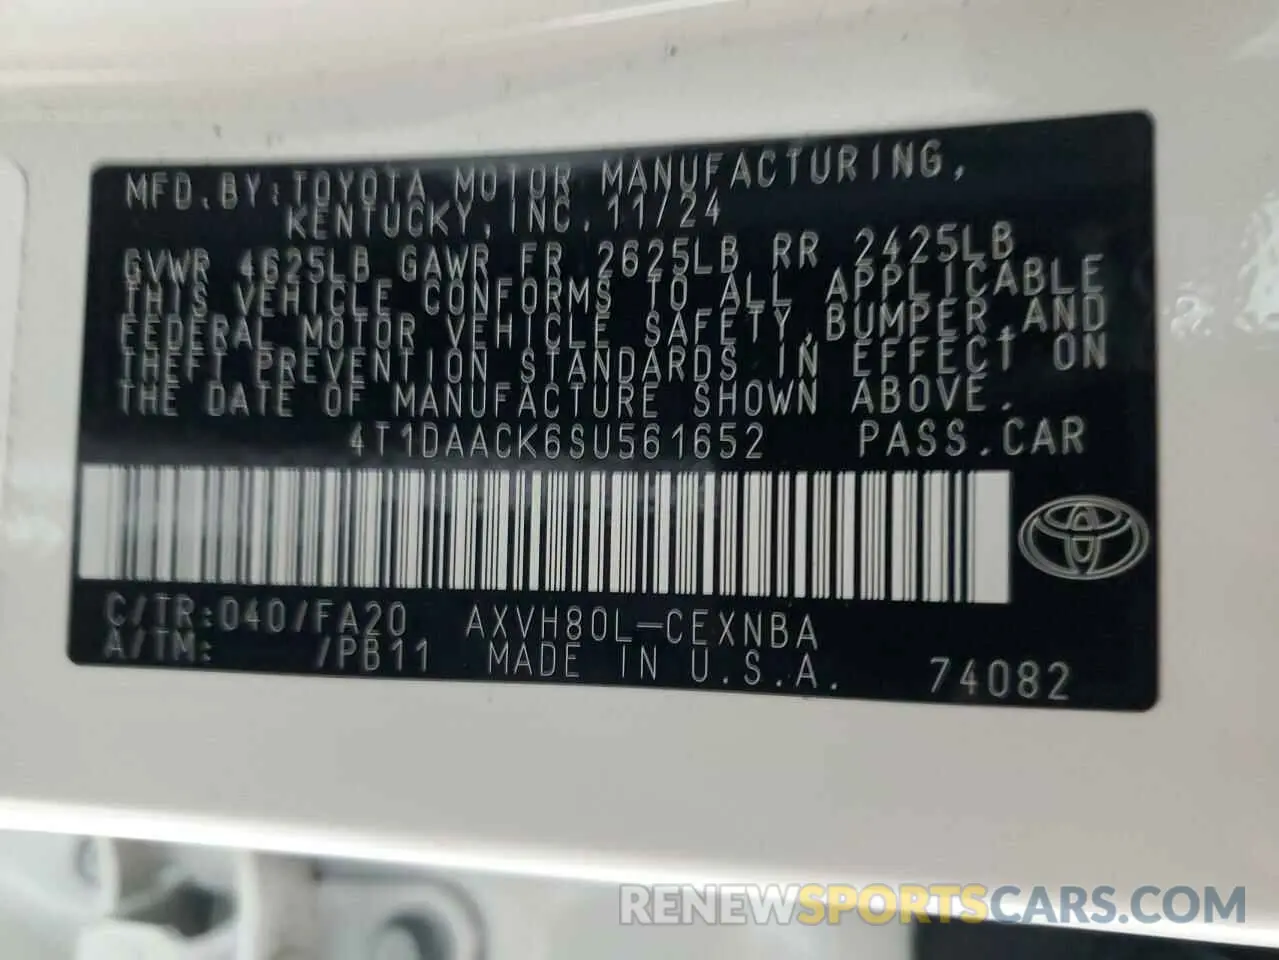 MFD.BY:TOYOTA MOTOR MANUFACTURING,
KENTUCKY, INC. 11/24
GVWR 4625LB GAWR FR 2625LB RR 2425LB
THIS VEHICLE CONFORMS TO ALL APPLICABLE
FEDERAL MOTOR VEHICLE SAFETY,BUMPER,AND
THEFT PREVENTION STANDARDS IN EFFECT ON
THE DATE OF MANUFACTURE SHOWN ABOVE.
4T1DAACK6SU561652 PASS.CAR
C/TR:040/FA20 AXVH80L-CEXNBA
A/TM: /PB11 MADE IN U.S.A. 74082
RENEWSPORTSCARS.COM